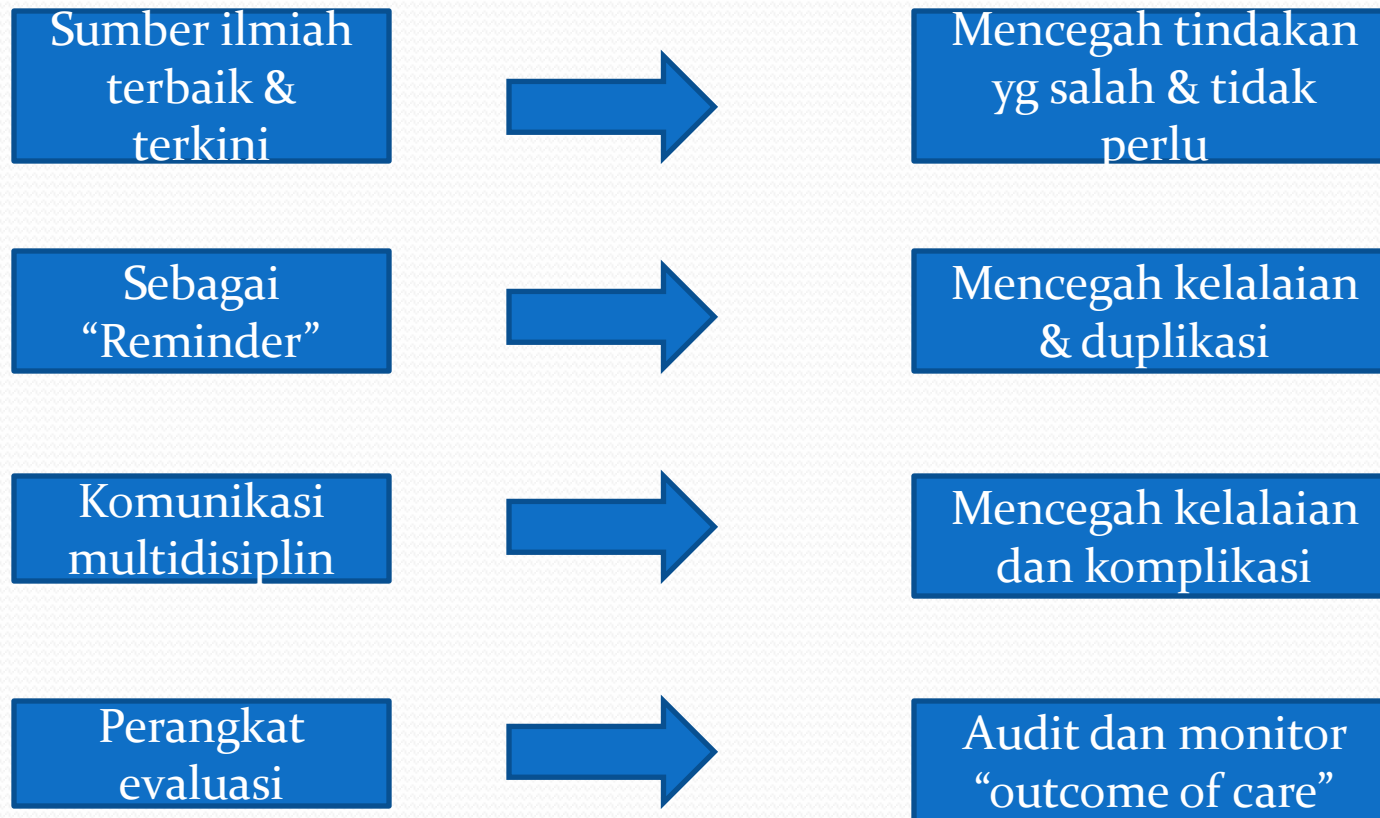 Sumber ilmiah
terbaik &
terkini
Mencegah tindakan
yg salah & tidak
perlu
Sebagai
“Reminder”
Mencegah kelalaian
& duplikasi
Komunikasi
multidisiplin
Mencegah kelalaian
dan komplikasi
Perangkat
evaluasi
Audit dan monitor
“outcome of care”